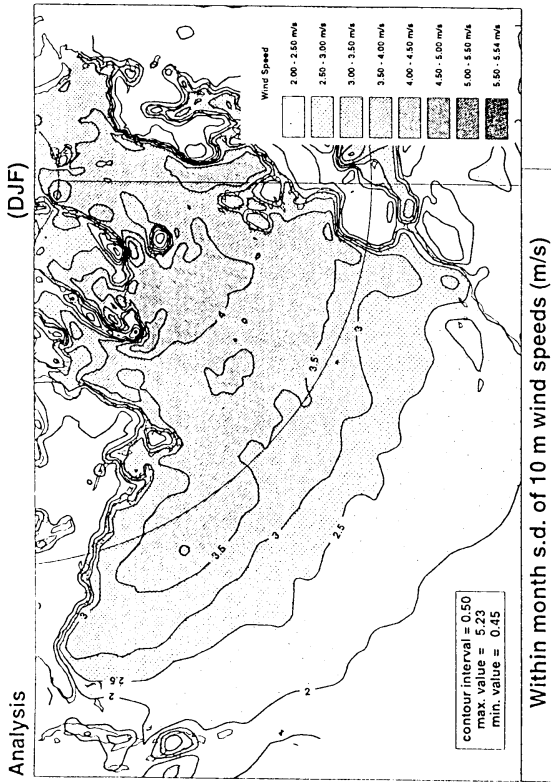 Analysis
(DJF)
Wind Speed
2.00 - 2.50 m/s
2.50 - 3.00 m/s
3.00 - 3.50 m/s
3.50 - 4.00 m/s
4.00 - 4.50 m/s
4.50 - 5.00 m/s
5.00 - 5.50 m/s
5.50 - 5.54 m/s
4
3.5
3
3.5
3
2.5
3
2.5
2
2
contour interval = 0.50
max. value = 5.23
min. value = 0.45
Within month s.d. of 10 m wind speeds (m/s)